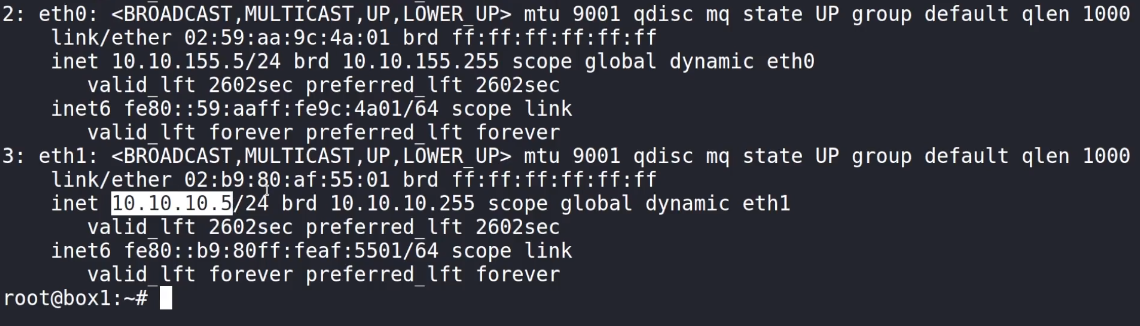 2: eth0: <BROADCAST,MULTICAST,UP,LOWER_UP> mtu 9001 qdisc mq state UP group default qlen 1000
    link/ether 02:59:aa:9c:4a:01 brd ff:ff:ff:ff:ff:ff
    inet 10.10.155.5/24 brd 10.10.155.255 scope global dynamic eth0
       valid_lft 2602sec preferred_lft 2602sec
    inet6 fe80::59:aaff:fe9c:4a01/64 scope link
       valid_lft forever preferred_lft forever
3: eth1: <BROADCAST,MULTICAST,UP,LOWER_UP> mtu 9001 qdisc mq state UP group default qlen 1000
    link/ether 02:b9:80:af:55:01 brd ff:ff:ff:ff:ff:ff
    inet 10.10.10.5/24 brd 10.10.10.255 scope global dynamic eth1
       valid_lft 2602sec preferred_lft 2602sec
    inet6 fe80::b9:80ff:feaf:5501/64 scope link
       valid_lft forever preferred_lft forever
root@box1:~#